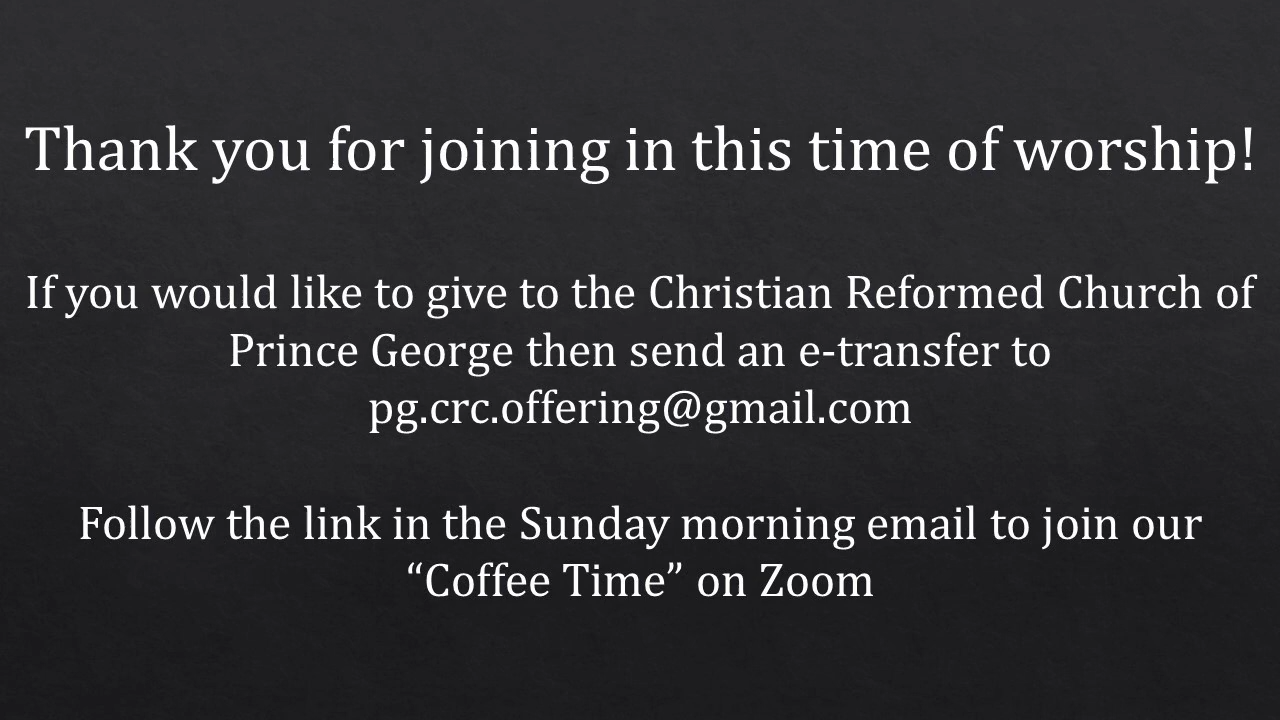 Thank you for joining in this time of worship!
If you would like to give to the Christian Reformed Church of
Prince George then send an e-transfer to
pg.crc.offering@gmail.com
Follow the link in the Sunday morning email to join our
“Coffee Time” on Zoom